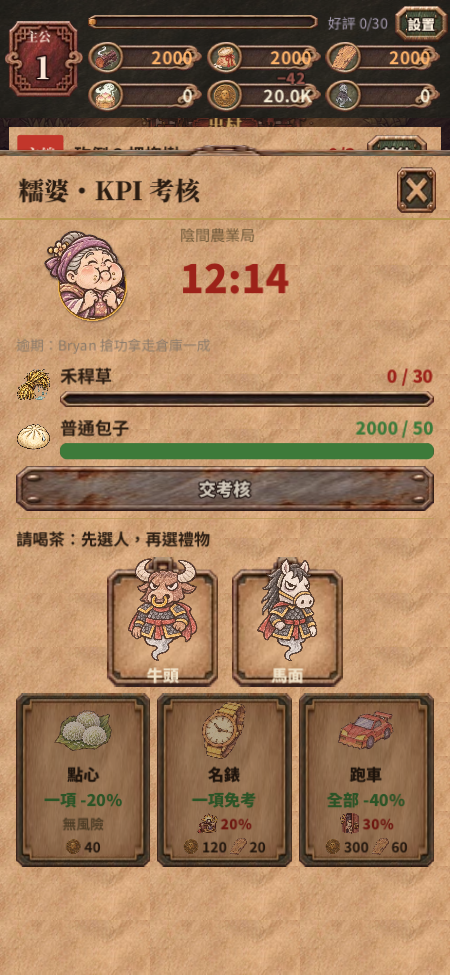 主公
1
好評 0/30
設置
2000
2000
2000
-42
0
20.0K
0
糯婆・KPI 考核
陰間農業局
12:14
逾期：Bryan 搶功拿走倉庫一成
禾稈草
0 / 30
普通包子
2000 / 50
交考核
請喝茶：先選人，再選禮物
牛頭
馬面
點心
一項 -20%
無風險
40
名錶
一項免考
20%
120
20
跑車
全部 -40%
30%
300
60